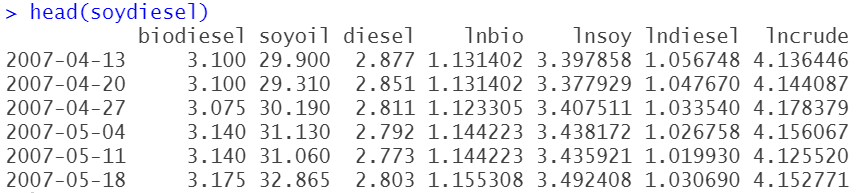 > head(soydiesel)
biodiesel soyoil diesel lnbio lnsoy lndiesel lncrude
2007-04-13 3.100 29.900 2.877 1.131402 3.397858 1.056748 4.136446
2007-04-20 3.100 29.310 2.851 1.131402 3.377929 1.047670 4.144087
2007-04-27 3.075 30.190 2.811 1.123305 3.407511 1.033540 4.178379
2007-05-04 3.140 31.130 2.792 1.144223 3.438172 1.026758 4.156067
2007-05-11 3.140 31.060 2.773 1.144223 3.435921 1.019930 4.125520
2007-05-18 3.175 32.865 2.803 1.155308 3.492408 1.030690 4.152771